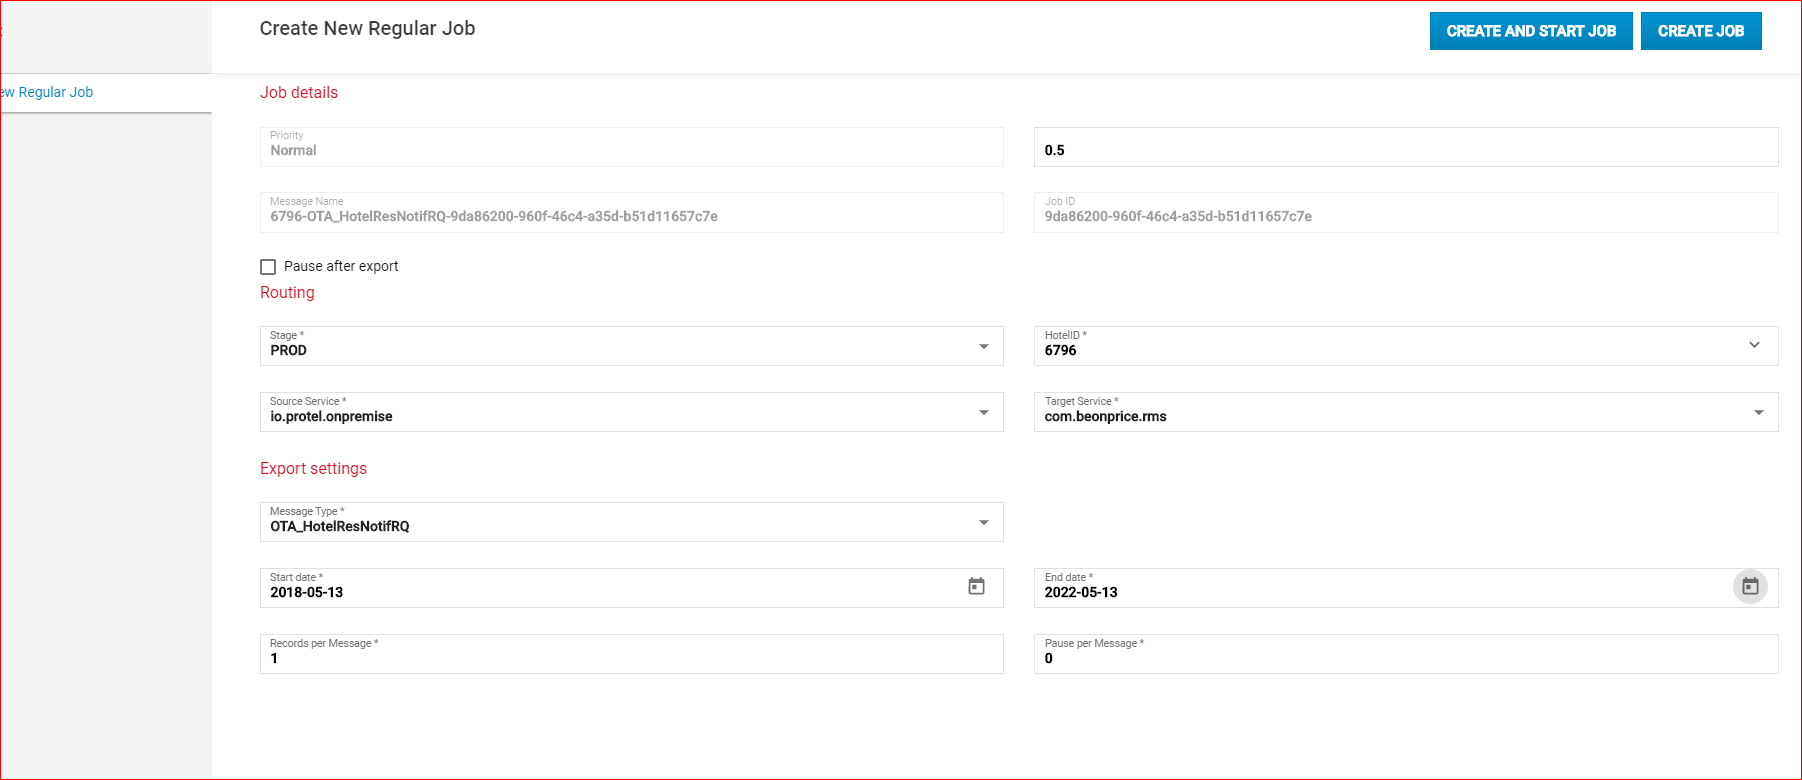 Create New Regular Job
CREATE AND START JOB
CREATE JOB
ew Regular Job
Job details
Priority
Normal
0.5
Message Name
6796-OTA_HotelResNotifRQ-9da86200-960f-46c4-a35d-b51d11657c7e
Job ID
9da86200-960f-46c4-a35d-b51d11657c7e
Pause after export
Routing
Stage *
PROD
HotelID *
6796
Source Service *
io.protel.onpremise
Target Service *
com.beonprice.rms
Export settings
Message Type *
OTA_HotelResNotifRQ
Start date *
2018-05-13
End date *
2022-05-13
Records per Message *
1
Pause per Message *
0